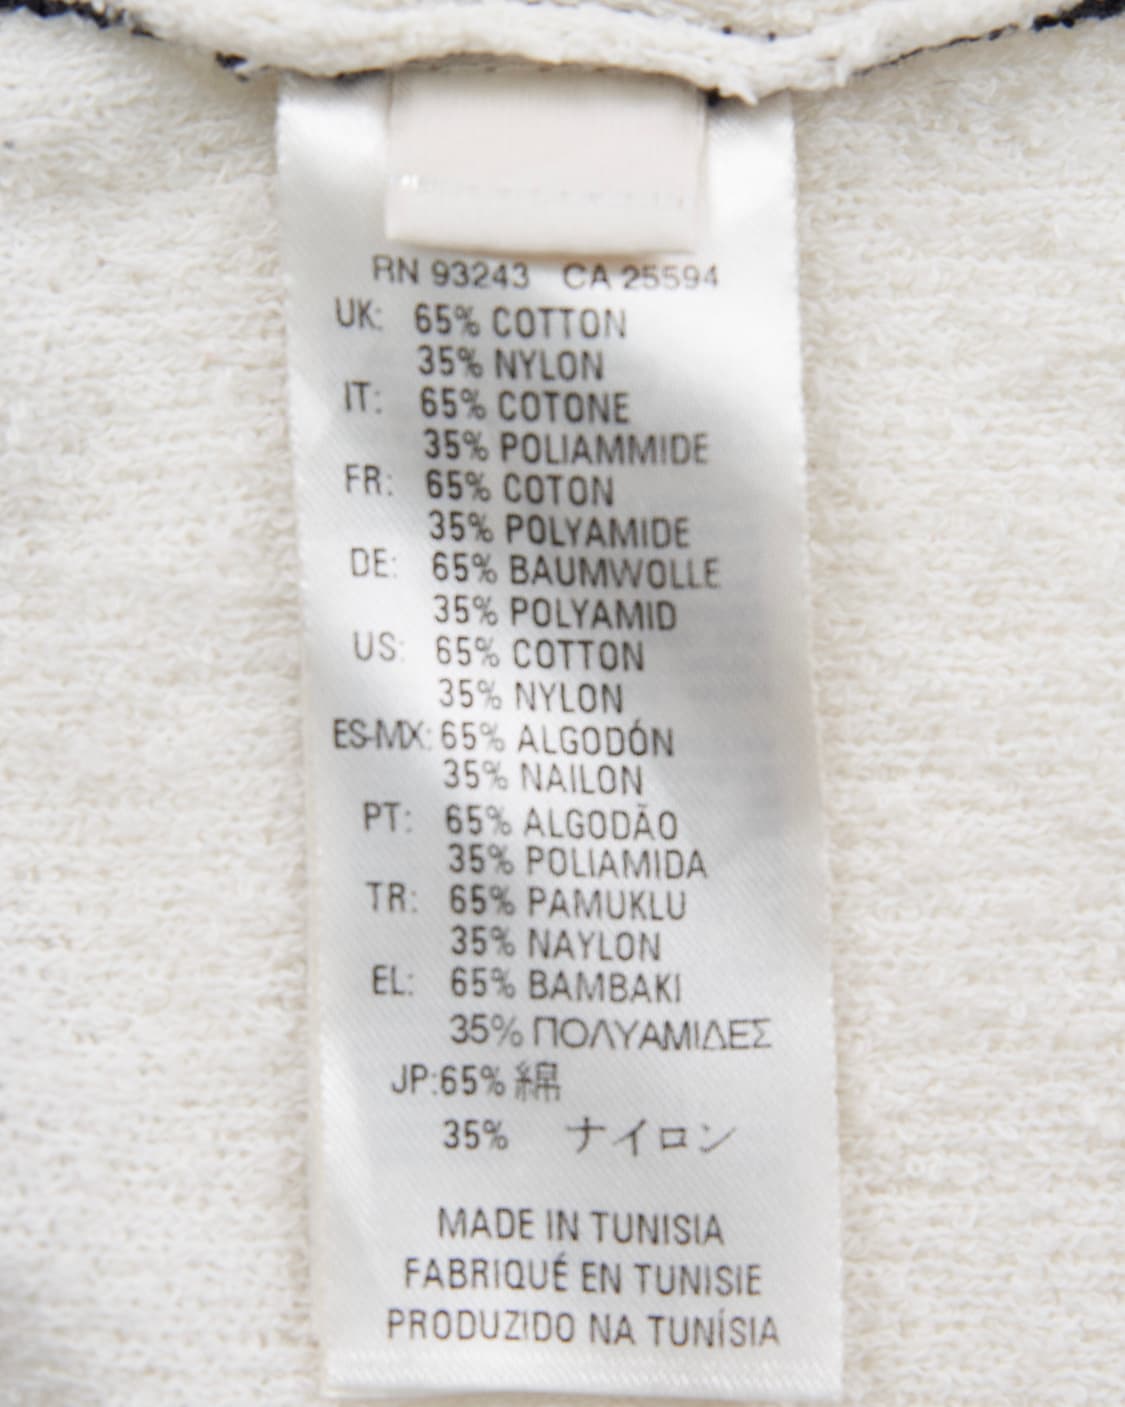 RN 93243 CA 25594
UK: 65% COTTON
35% NYLON
IT: 65% COTONE
35% POLIAMMIDE
FR: 65% COTON
35% POLYAMIDE
DE: 65% BAUMWOLLE
35% POLYAMID
US: 65% COTTON
35% NYLON
ES-MX: 65% ALGODÓN
35% NAILON
PT: 65% ALGODÃO
35% POLIAMIDA
TR: 65% PAMUKLU
35% NAYLON
EL: 65% BAMBAKI
35% ΠΟΛΥΑΜΙΔΕΣ
JP:65% 綿
35% ナイロン
MADE IN TUNISIA
FABRIQUÉ EN TUNISIE
PRODUZIDO NA TUNÍSIA